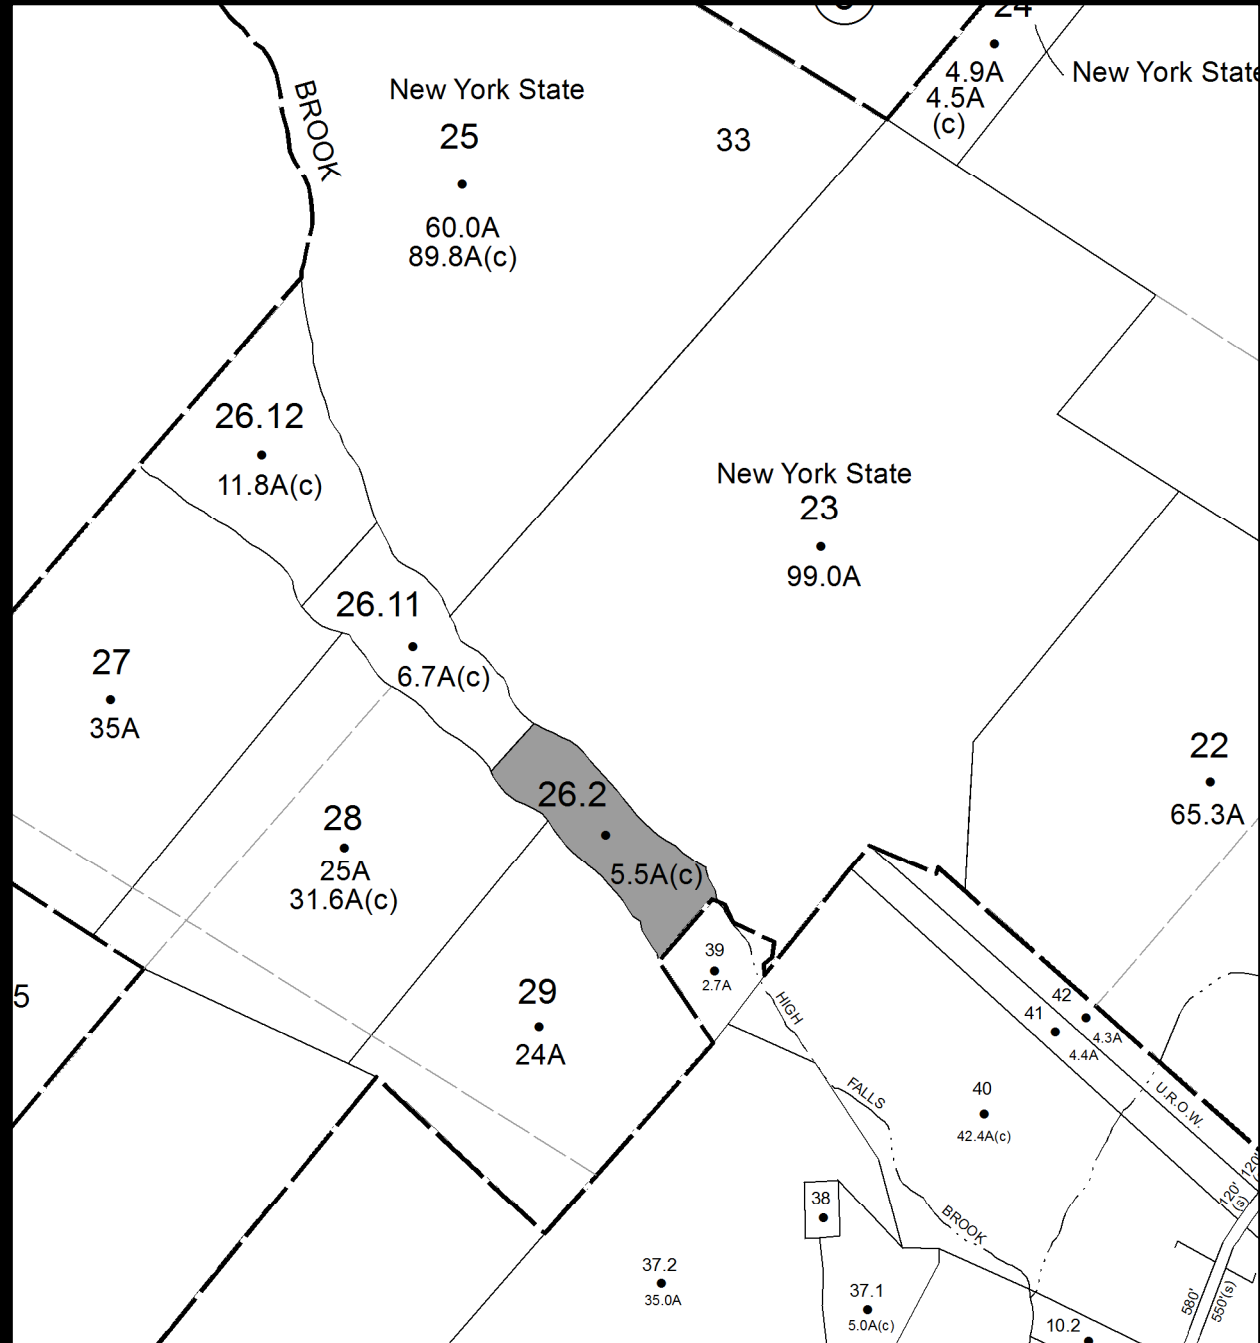 24
4.9A
4.5A
(c)
New York State
New York State
25
60.0A
89.8A(c)
33
BROOK
26.12
11.8A(c)
New York State
23
99.0A
26.11
6.7A(c)
27
35A
22
65.3A
26.2
5.5A(c)
28
25A
31.6A(c)
39
2.7A
29
24A
5
HIGH
FALLS
BROOK
42
4.3A
41
4.4A
U.R.O.W.
40
42.4A(c)
120'
120'
(s)
38
37.2
35.0A
37.1
5.0A(c)
580'
550'(s)
10.2